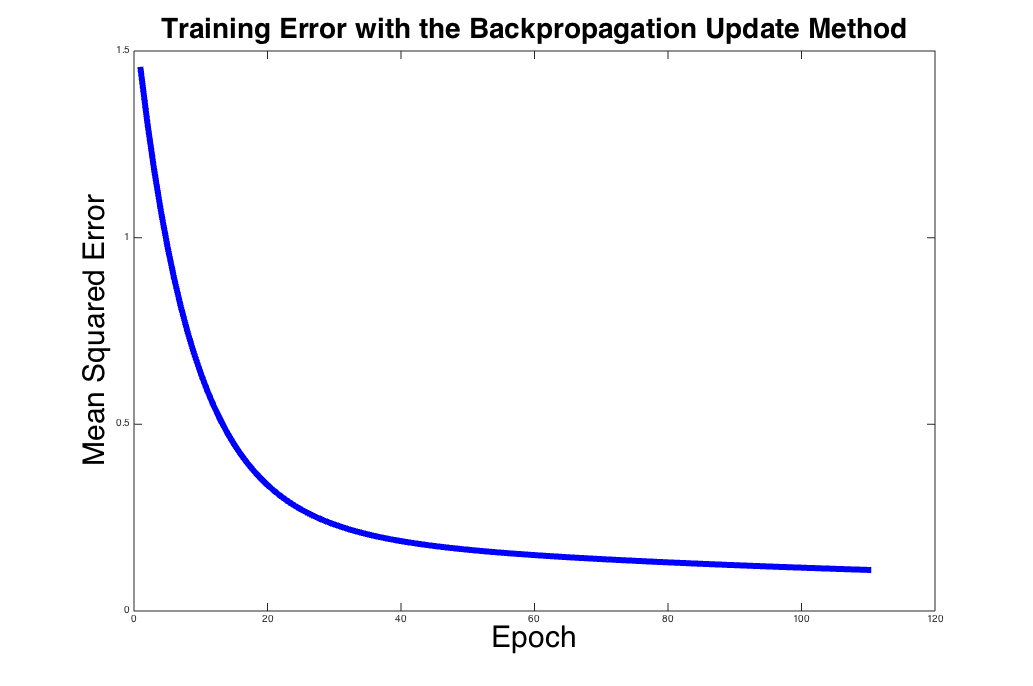 Training Error with the Backpropagation Update Method
1.5
1
0.5
0
Mean Squared Error
0 20 40 60 80 100 120
Epoch